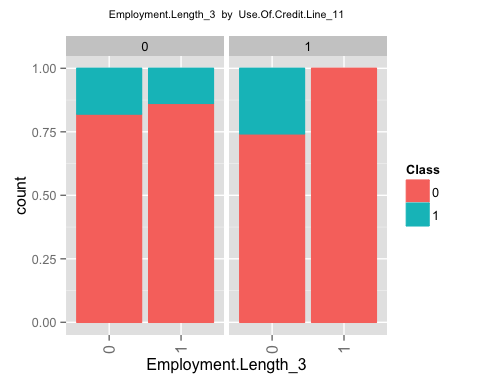 Employment.Length_3 by Use.Of.Credit.Line_11
0 1
1.00
0.75
0.50
0.25
0.00
count
0 1 0 1
Employment.Length_3
Class
0
1